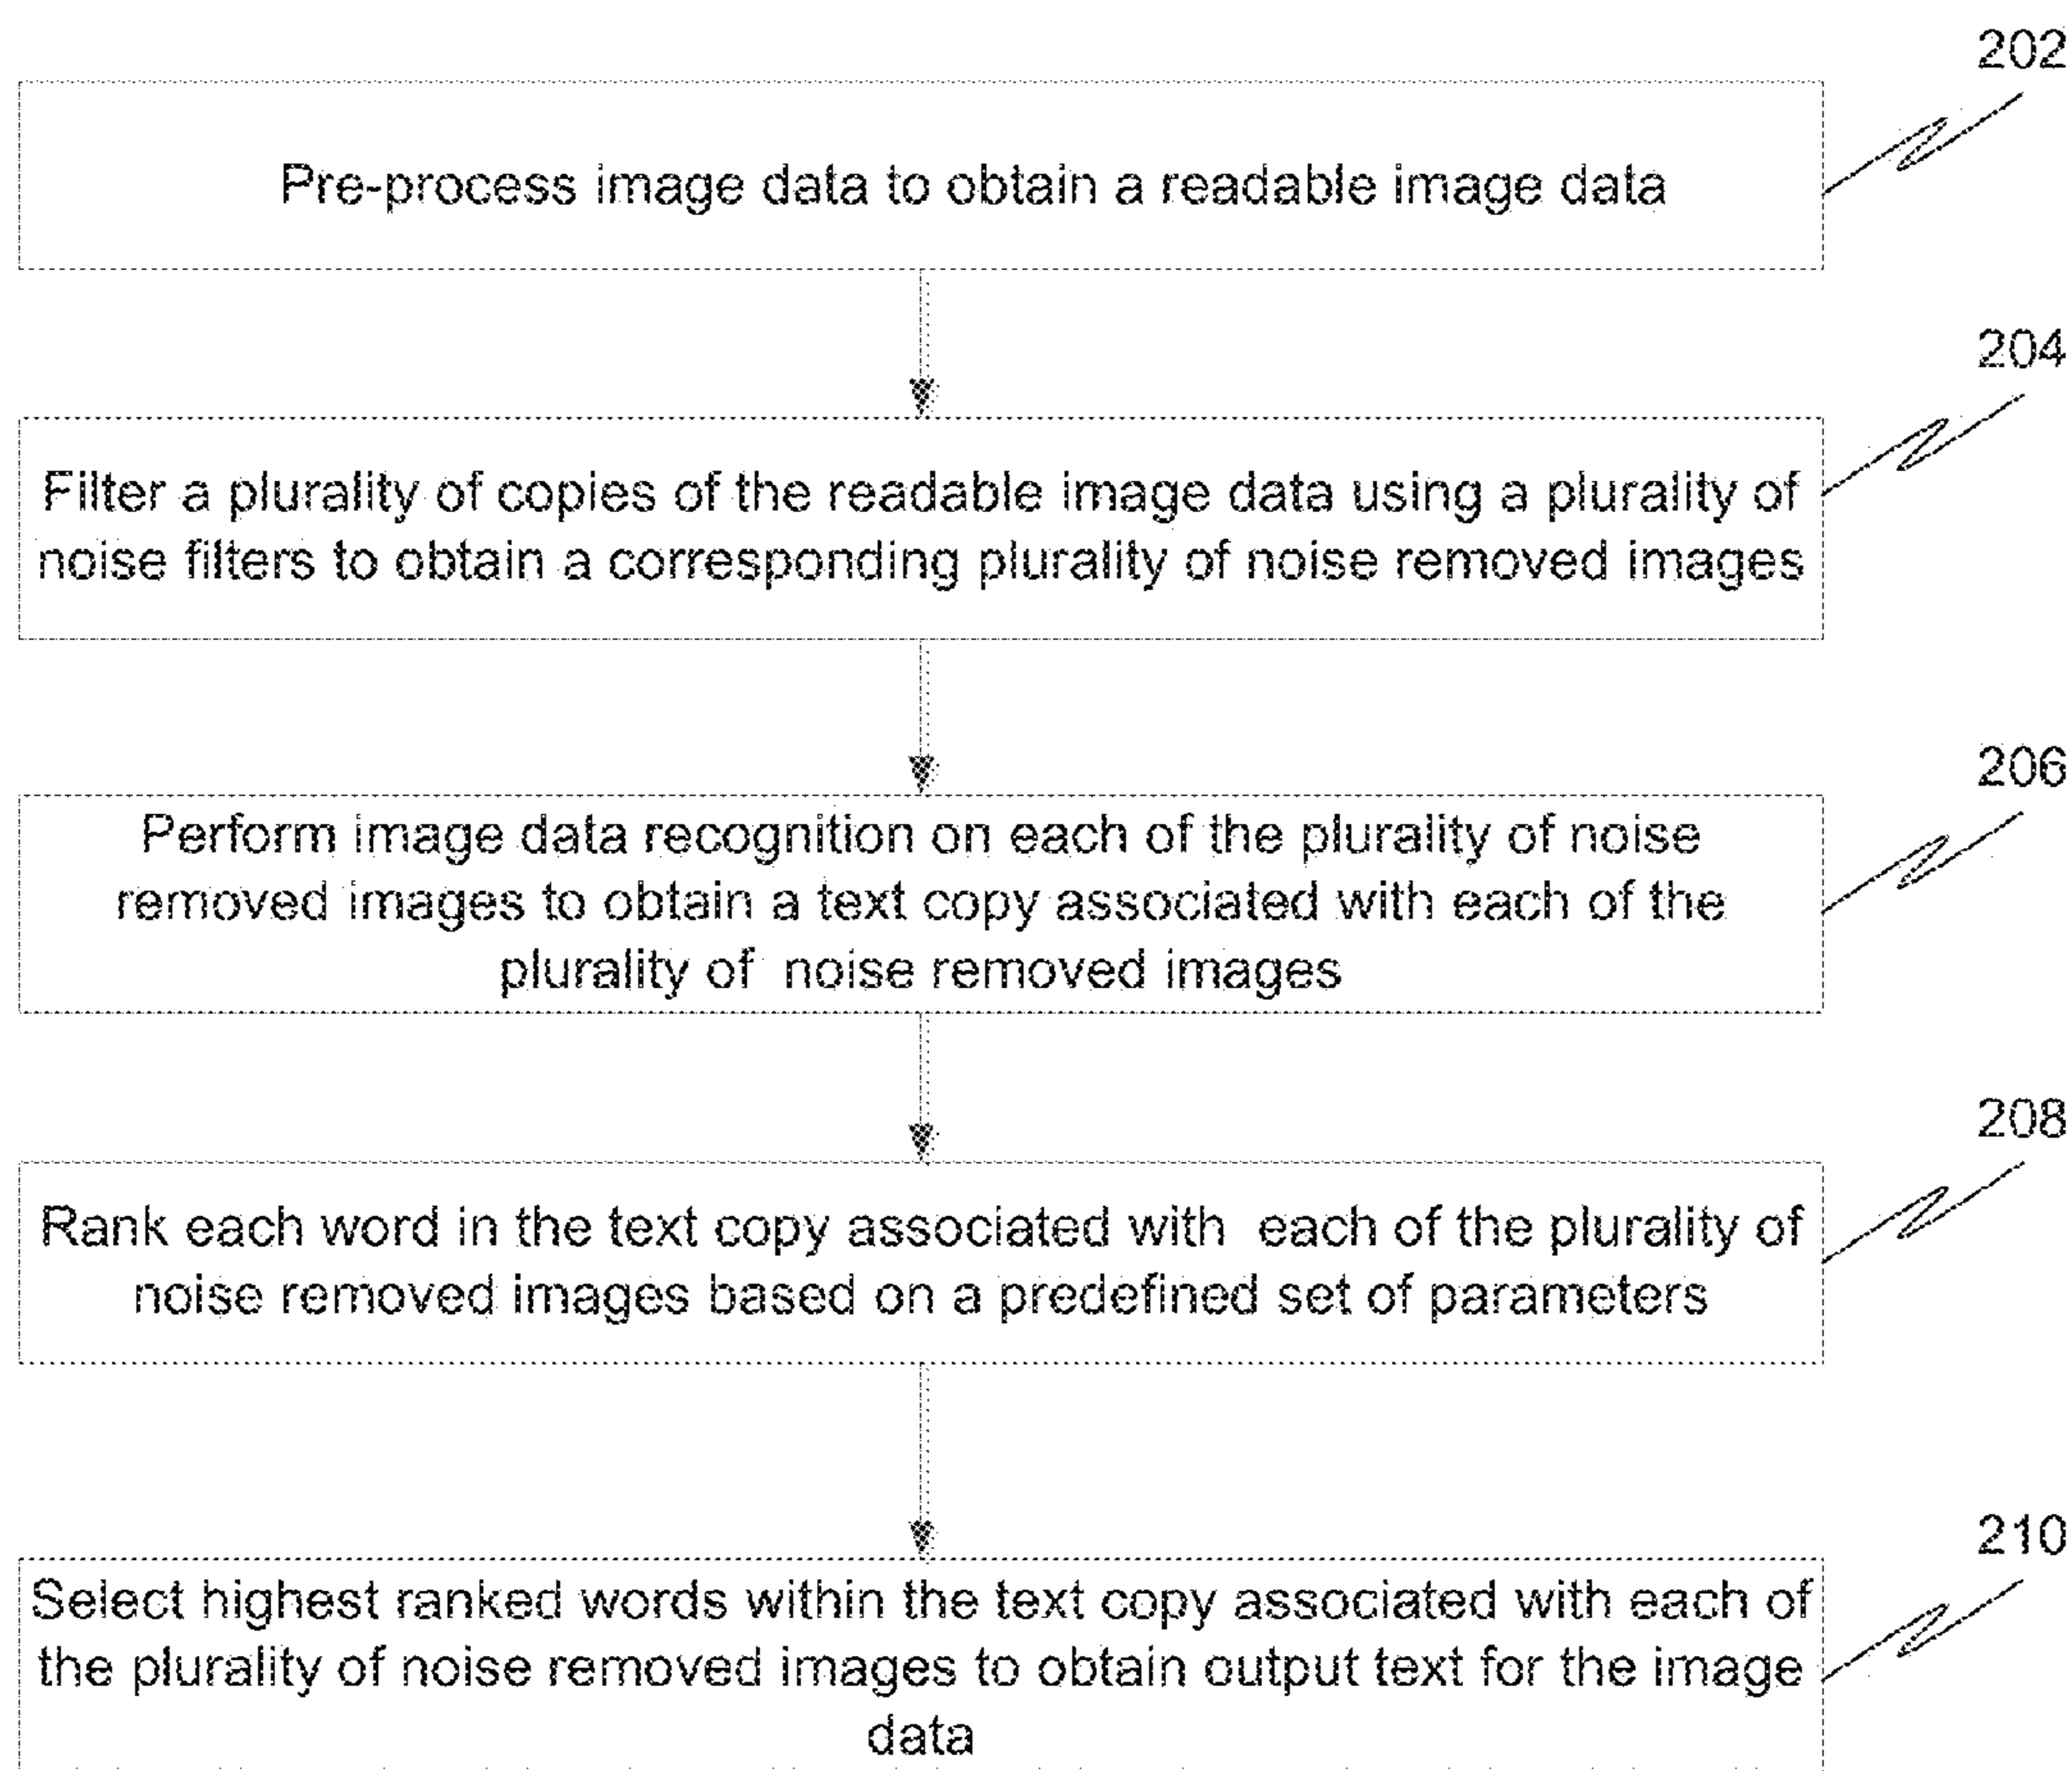 202
Pre-process image data to obtain a readable image data
204
Filter a plurality of copies of the readable image data using a plurality of
noise filters to obtain a corresponding plurality of noise removed images
206
Perform image data recognition on each of the plurality of noise
removed images to obtain a text copy associated with each of the
plurality of noise removed images
208
Rank each word in the text copy associated with each of the plurality of
noise removed images based on a predefined set of parameters
210
Select highest ranked words within the text copy associated with each of
the plurality of noise removed images to obtain output text for the image
data